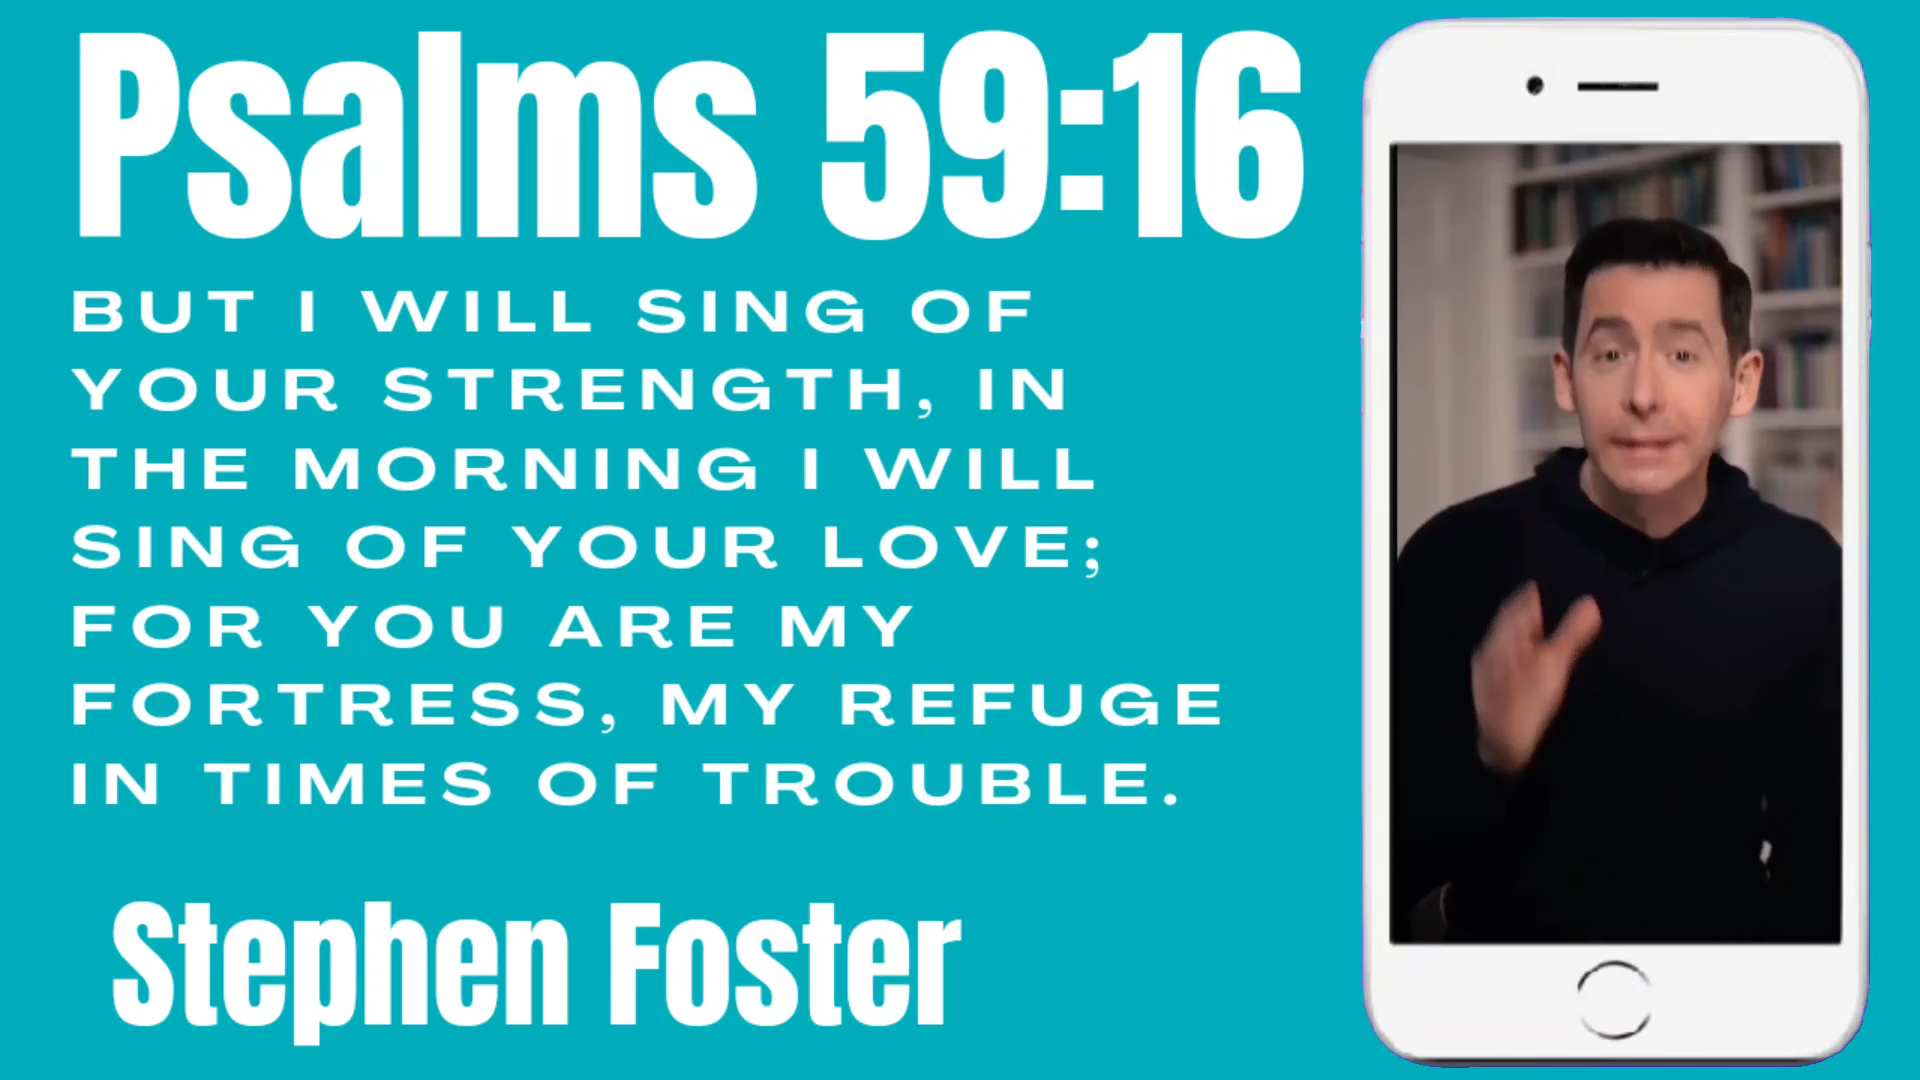 Psalms 59:16
BUT I WILL SING OF
YOUR STRENGTH, IN
THE MORNING I WILL
SING OF YOUR LOVE;
FOR YOU ARE MY
FORTRESS, MY REFUGE
IN TIMES OF TROUBLE.
Stephen Foster